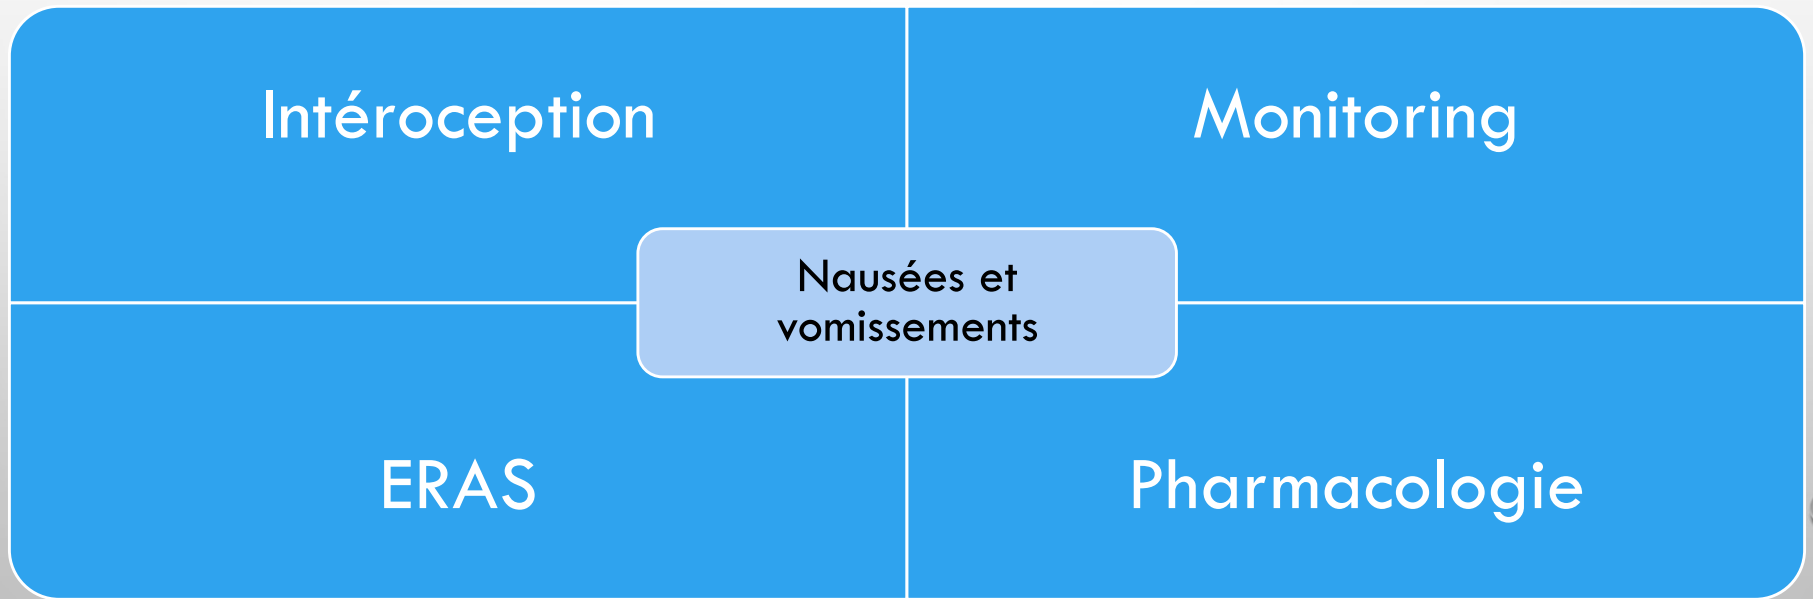 Intéroception
Monitoring
Nausées et
vomissements
ERAS
Pharmacologie